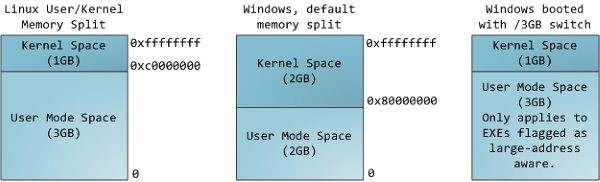 Linux User/Kernel
Memory Split
Kernel Space
(1GB)
0xffffffff
0xc0000000
User Mode Space
(3GB)
0
Windows, default
memory split
Kernel Space
(2GB)
0xffffffff
0x80000000
User Mode Space
(2GB)
0
Windows booted
with /3GB switch
Kernel Space
(1GB)
User Mode Space
(3GB)
Only applies to
EXEs flagged as
large-address
aware.